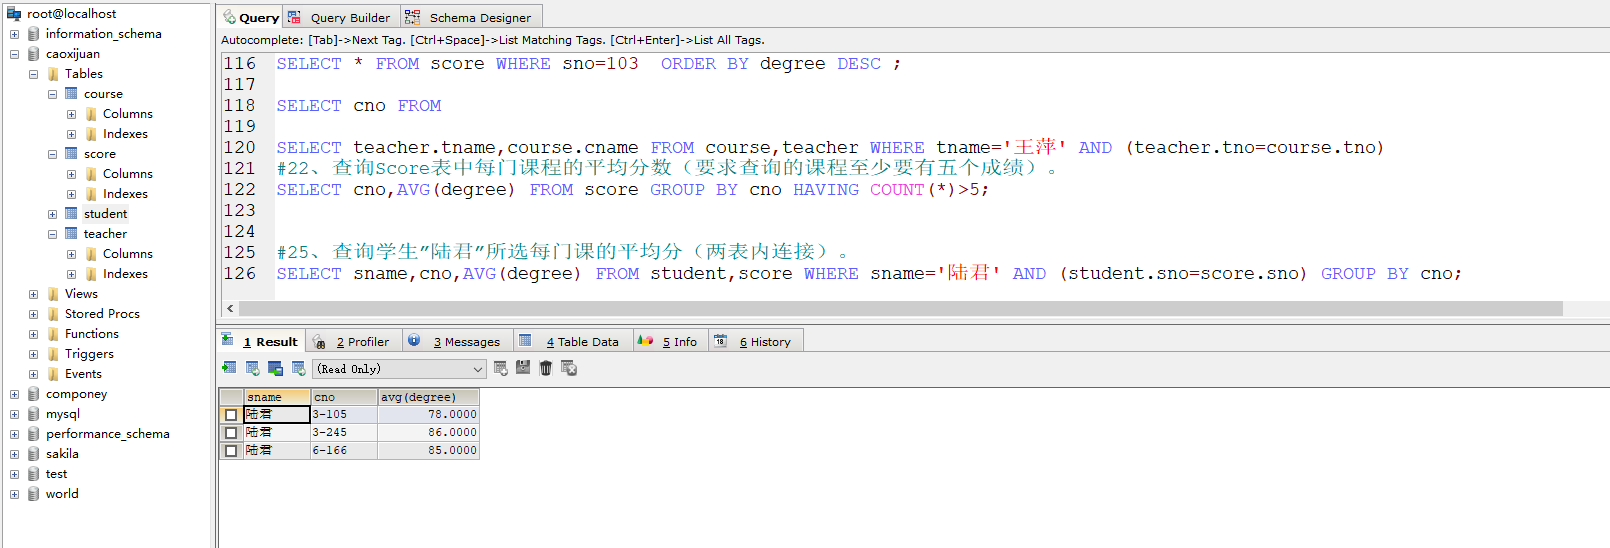 root@localhost
information_schema
caoxijuan
Tables
course
Columns
Indexes
score
Columns
Indexes
student
teacher
Columns
Indexes
Views
Stored Procs
Functions
Triggers
Events
componey
mysql
performance_schema
sakila
test
world
Query Query Builder Schema Designer
Autocomplete: [Tab]->Next Tag. [Ctrl+Space]->List Matching Tags. [Ctrl+Enter]->List All Tags.
116 SELECT * FROM score WHERE sno=103  ORDER BY degree DESC ;
117
118 SELECT cno FROM
119
120 SELECT teacher.tname,course.cname FROM course,teacher WHERE tname='王萍' AND (teacher.tno=course.tno)
121 #22、查询Score表中每门课程的平均分数（要求查询的课程至少要有五个成绩）。
122 SELECT cno,AVG(degree) FROM score GROUP BY cno HAVING COUNT(*)>5;
123
124
125 #25、查询学生”陆君”所选每门课的平均分（两表内连接）。
126 SELECT sname,cno,AVG(degree) FROM student,score WHERE sname='陆君' AND (student.sno=score.sno) GROUP BY cno;
1 Result 2 Profiler 3 Messages 4 Table Data 5 Info 18 6 History
(Read Only)
sname cno avg(degree)
陆君 3-105 78.0000
陆君 3-245 86.0000
陆君 6-166 85.0000